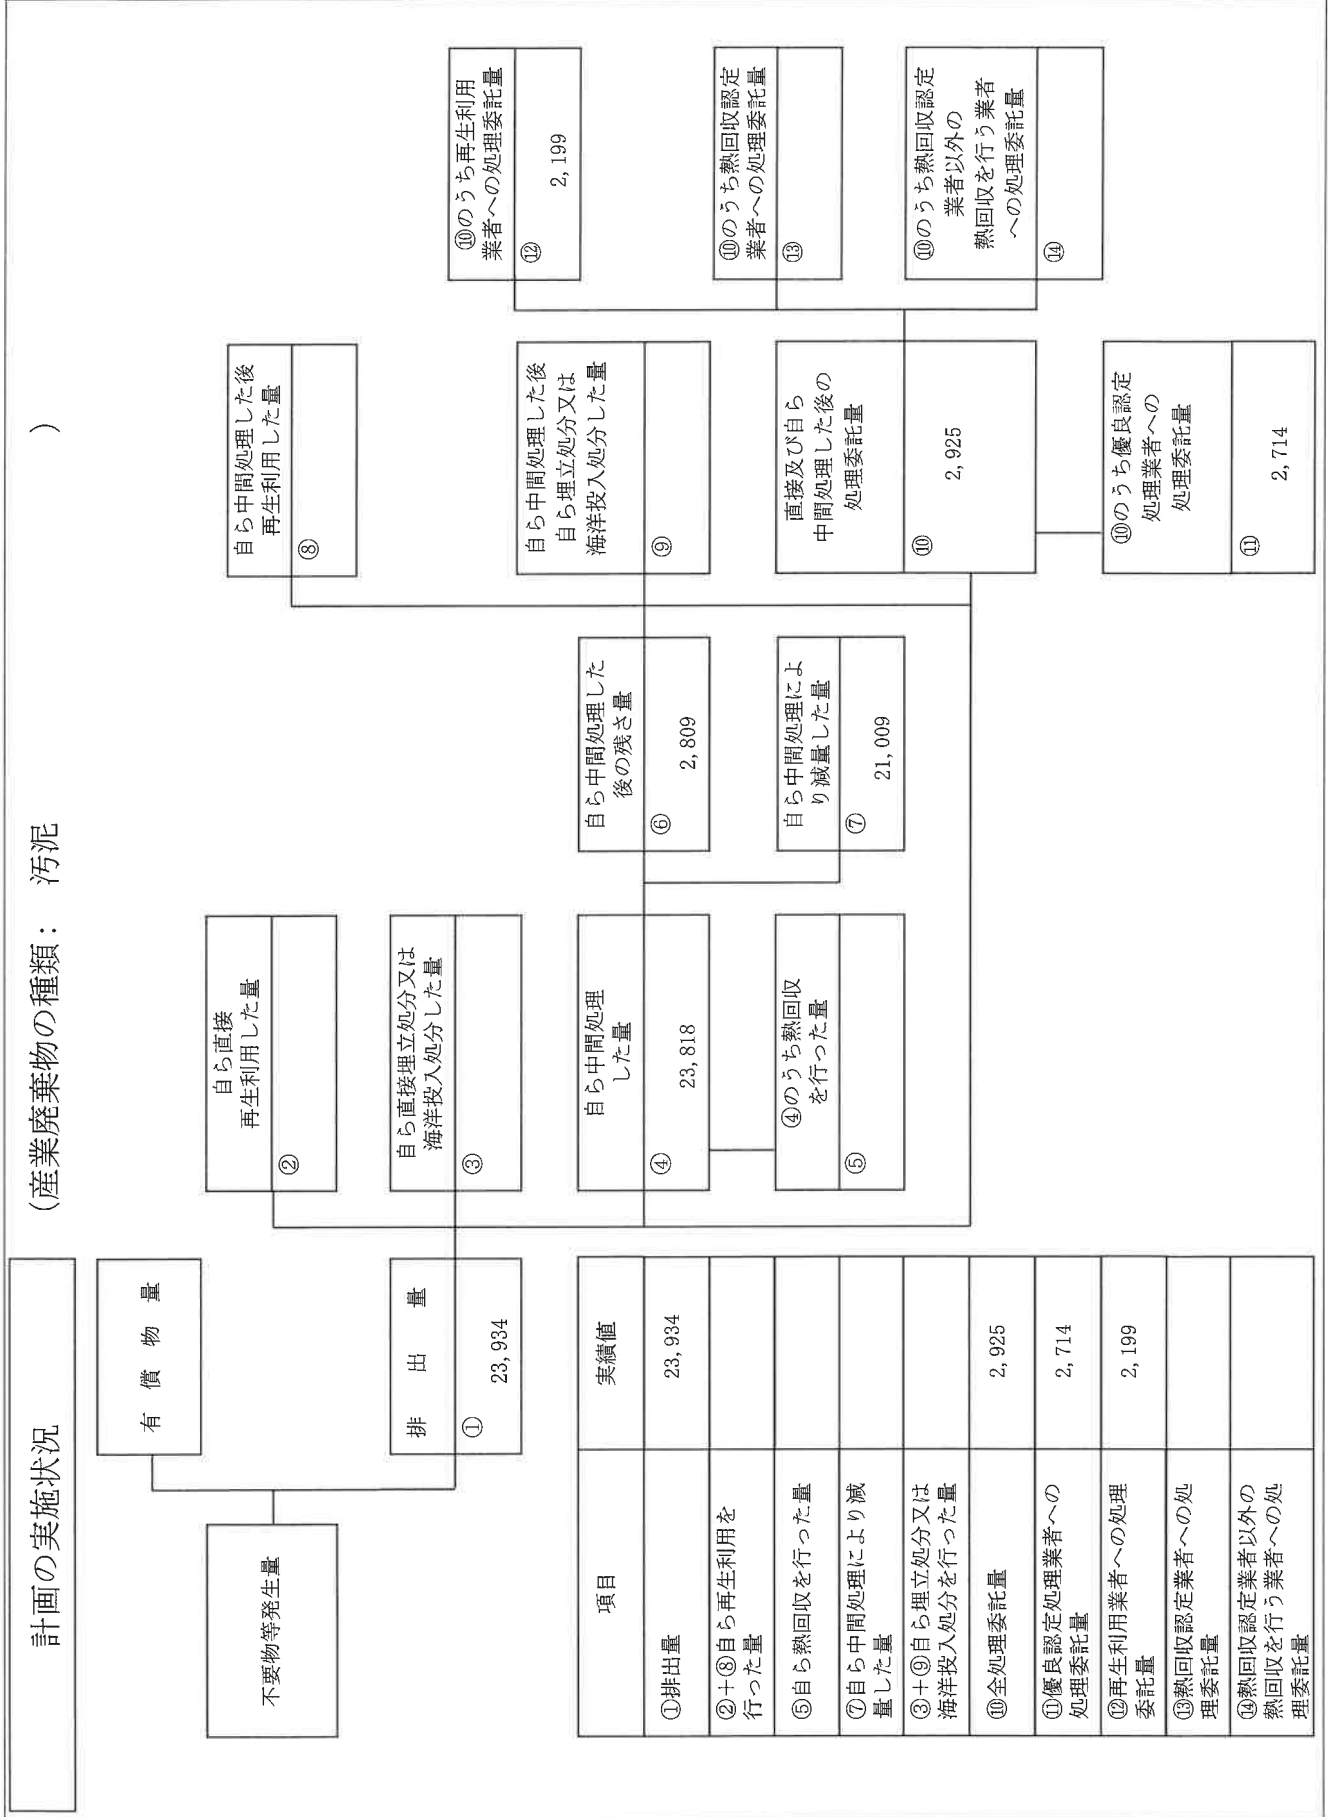 計画の実施状況
(産業廃棄物の種類： 汚泥 )
不要物等発生量
有償物量
排出量
①
23,934
自ら直接
再生利用した量
②
自ら直接埋立処分又は
海洋投入処分した量
③
自ら中間処理
した量
④
23,818
④のうち熱回収
を行った量
⑤
自ら中間処理した
後の残さ量
⑥
2,809
自ら中間処理によ
り減量した量
⑦
21,009
自ら中間処理した後
再生利用した量
⑧
自ら中間処理した後
自ら埋立処分又は
海洋投入処分した量
⑨
直接及び自ら
中間処理した後の
処理委託量
⑩
2,925
⑩のうち優良認定
処理業者への
処理委託量
⑪
2,714
⑩のうち再生利用
業者への処理委託量
⑫
2,199
⑩のうち熱回収認定
業者への処理委託量
⑬
⑩のうち熱回収認定
業者以外の
熱回収を行う業者
への処理委託量
⑭
項目 実績値
①排出量 23,934
②+⑧自ら再生利用を
行った量
⑤自ら熱回収を行った量
⑦自ら中間処理により減
量した量
③+⑨自ら埋立処分又は
海洋投入処分を行った量
⑩全処理委託量 2,925
⑪優良認定処理業者への
処理委託量 2,714
⑫再生利用業者への処理
委託量 2,199
⑬熱回収認定業者への処
理委託量
⑭熱回収認定業者以外の
熱回収を行う業者への処
理委託量